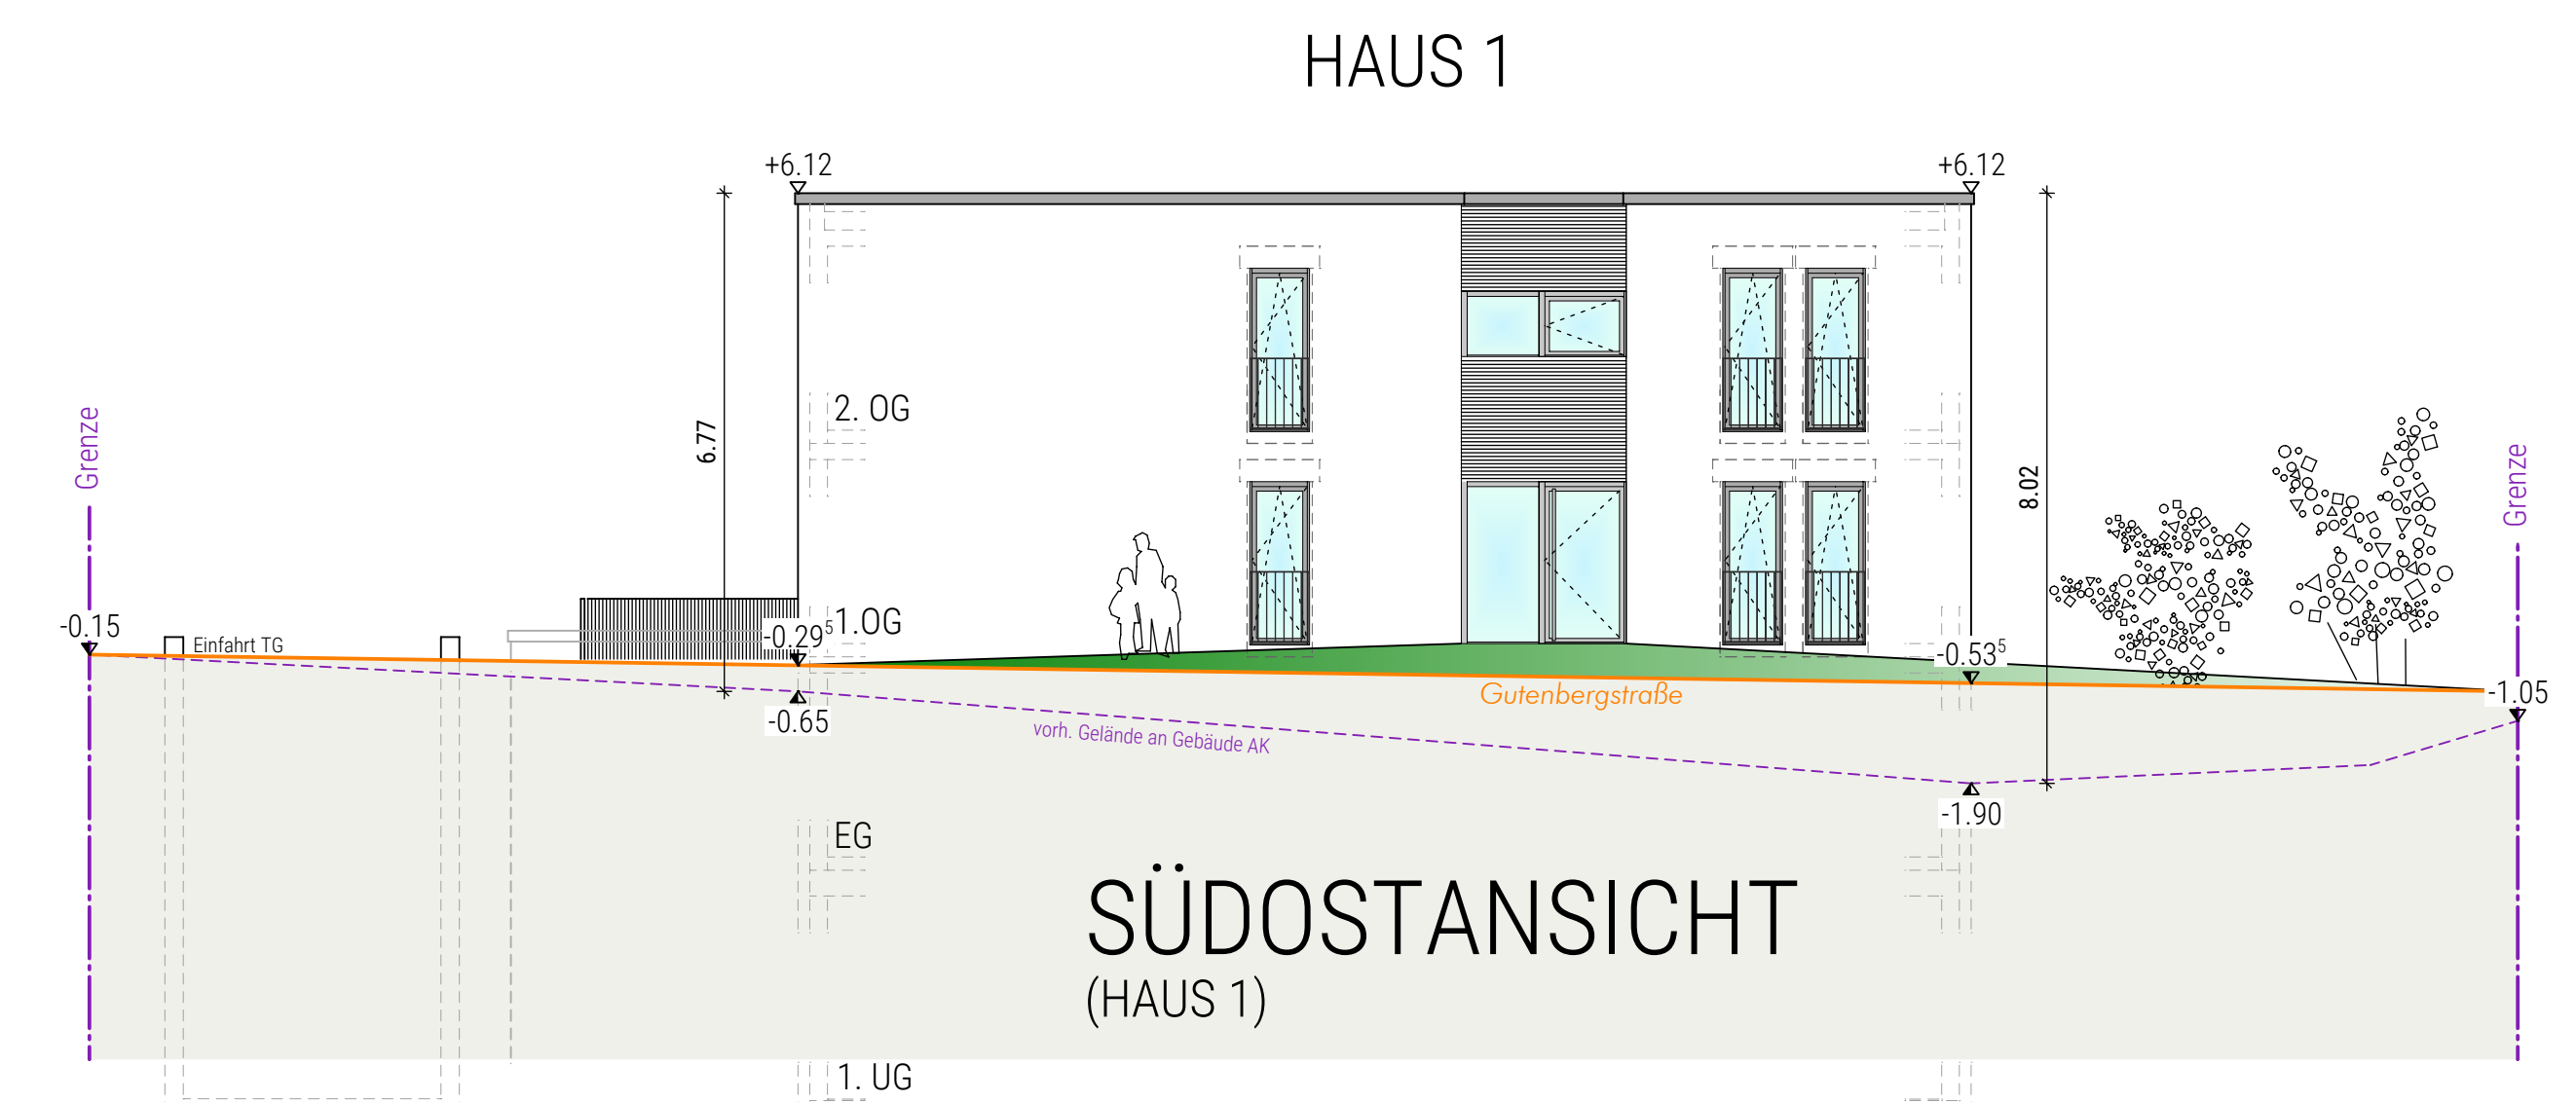 HAUS 1
+6.12
+6.12
2. OG
6.77
Grenze
Grenze
8.02
-0.15
Einfahrt TG
-0.29⁵
1.OG
-0.53⁵
Gutenbergstraße
-1.05
-0.65
vorh. Gelände an Gebäude AK
-1.90
EG
SÜDOSTANSICHT
(HAUS 1)
1. UG